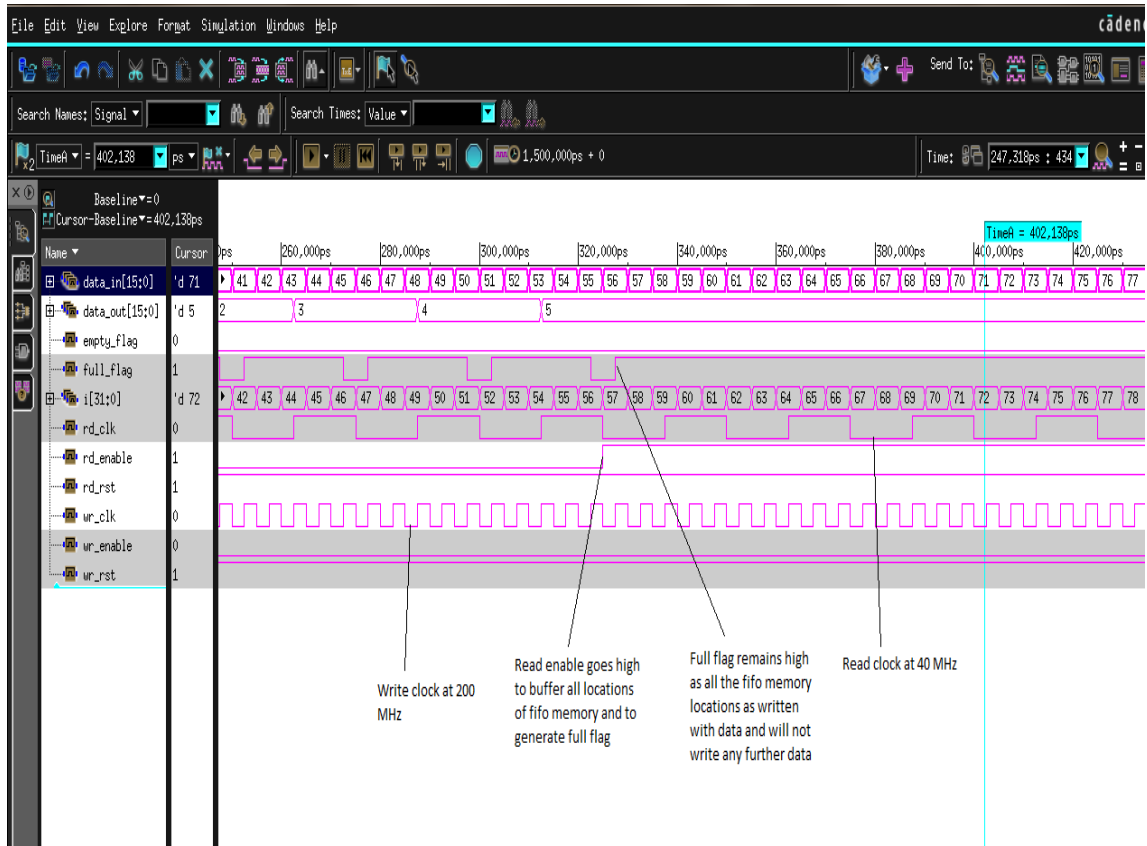 File Edit View Explore Format Simulation Windows Help
cādenc
Send To:
Search Names: Signal
Search Times: Value
x2 TimeA = 402,138 ps
1,500,000ps + 0
Time: 247,318ps : 434
Baseline = 0
Cursor-Baseline = 402,138ps
TimeA = 402,138ps
Name Cursor
0ps 260,000ps 280,000ps 300,000ps 320,000ps 340,000ps 360,000ps 380,000ps 400,000ps 420,000ps
data_in[15:0] 'd 71 41 42 43 44 45 46 47 48 49 50 51 52 53 54 55 56 57 58 59 60 61 62 63 64 65 66 67 68 69 70 71 72 73 74 75 76 77
data_out[15:0] 'd 5 2 3 4 5
empty_flag 0
full_flag 1
i[31:0] 'd 72 42 43 44 45 46 47 48 49 50 51 52 53 54 55 56 57 58 59 60 61 62 63 64 65 66 67 68 69 70 71 72 73 74 75 76 77 78
rd_clk 0
rd_enable 1
rd_rst 1
wr_clk 0
wr_enable 0
wr_rst 1
Write clock at 200
MHz
Read enable goes high
to buffer all locations
of fifo memory and to
generate full flag
Full flag remains high
as all the fifo memory
locations as written
with data and will not
write any further data
Read clock at 40 MHz